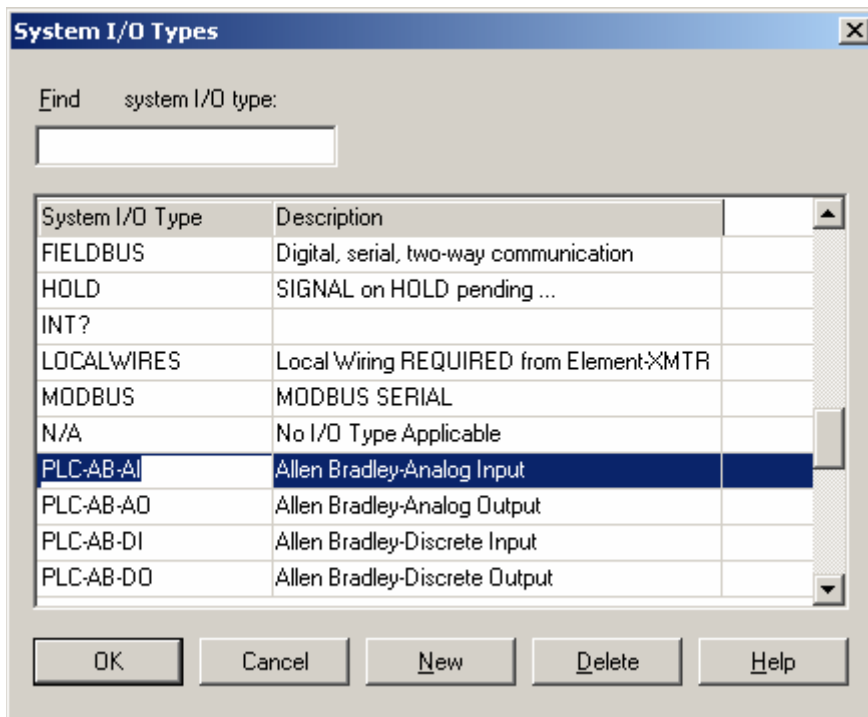 System I/O Types
Find system I/O type:
System I/O Type Description
FIELDBUS Digital, serial, two-way communication
HOLD SIGNAL on HOLD pending ...
INT?
LOCALWIRES Local Wiring REQUIRED from Element-XMTR
MODBUS MODBUS SERIAL
N/A No I/O Type Applicable
PLC-AB-AI Allen Bradley-Analog Input
PLC-AB-AO Allen Bradley-Analog Output
PLC-AB-DI Allen Bradley-Discrete Input
PLC-AB-DO Allen Bradley-Discrete Output
OK Cancel New Delete Help